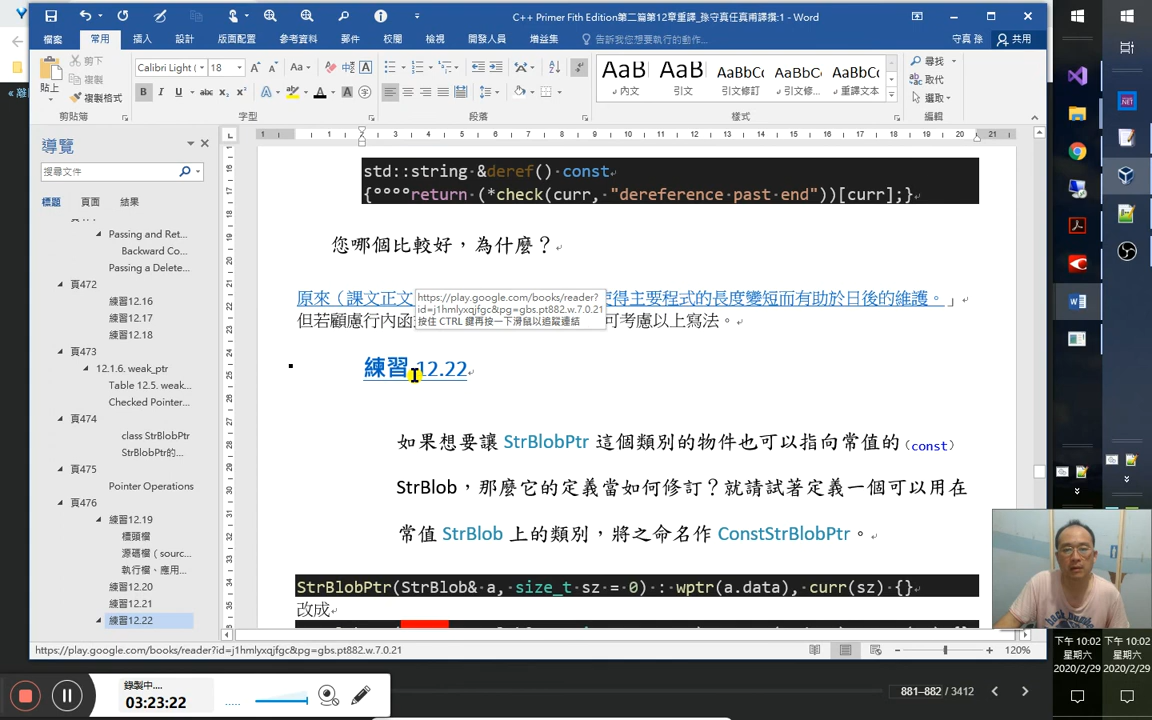 C++ Primer Fith Edition第二篇第12章重譯_孫守真任真甫譯撰:1 - Word
檔案 常用 插入 設計 版面配置 參考資料 郵件 校閱 檢視 開發人員 增益集 告訴我您想要執行的動作... 守真 孫 共用
貼上 剪下 複製 複製格式
Calibri Light ( 18
AaBbC AaBbC AaBbCc AaBbCc AaBbCc
內文 引文 引文修訂 引文修... 重譯文本
尋找 取代 選取
剪貼簿 字型 段落 樣式 編輯
導覽
搜尋文件
標題 頁面 結果
Passing and Ret...
Backward Co...
Passing a Delete...
頁472
練習12.16
練習12.17
練習12.18
頁473
12.1.6. weak_ptr
Table 12.5. weak...
Checked Pointer...
頁474
class StrBlobPtr
StrBlobPtr的...
頁475
Pointer Operations
頁476
練習12.19
標頭檔
源碼檔（sourc...
執行檔、應用...
練習12.20
練習12.21
練習12.22
std::string &deref() const
{°°°°return (*check(curr, "dereference past end"))[curr];}
您哪個比較好，為什麼？
原來（課文正文
https://play.google.com/books/reader?
id=j1hmlyxqjfgc&pg=gbs.pt882.w.7.0.21
按住 CTRL 鍵再按一下滑鼠以追蹤連結
使得主要程式的長度變短而有助於日後的維護。」
但若顧慮行內函
可考慮以上寫法。
練習 12.22
如果想要讓 StrBlobPtr 這個類別的物件也可以指向常值的（const）
StrBlob，那麼它的定義當如何修訂？就請試著定義一個可以用在
常值 StrBlob 上的類別，將之命名作 ConstStrBlobPtr。
StrBlobPtr(StrBlob& a, size_t sz = 0) : wptr(a.data), curr(sz) {}
改成
https://play.google.com/books/reader?id=j1hmlyxqjfgc&pg=gbs.pt882.w.7.0.21
120%
錄製中....
03:23:22
881–882 / 3412
下午 10:02
星期六
2020/2/29
下午 10:02
星期六
2020/2/29